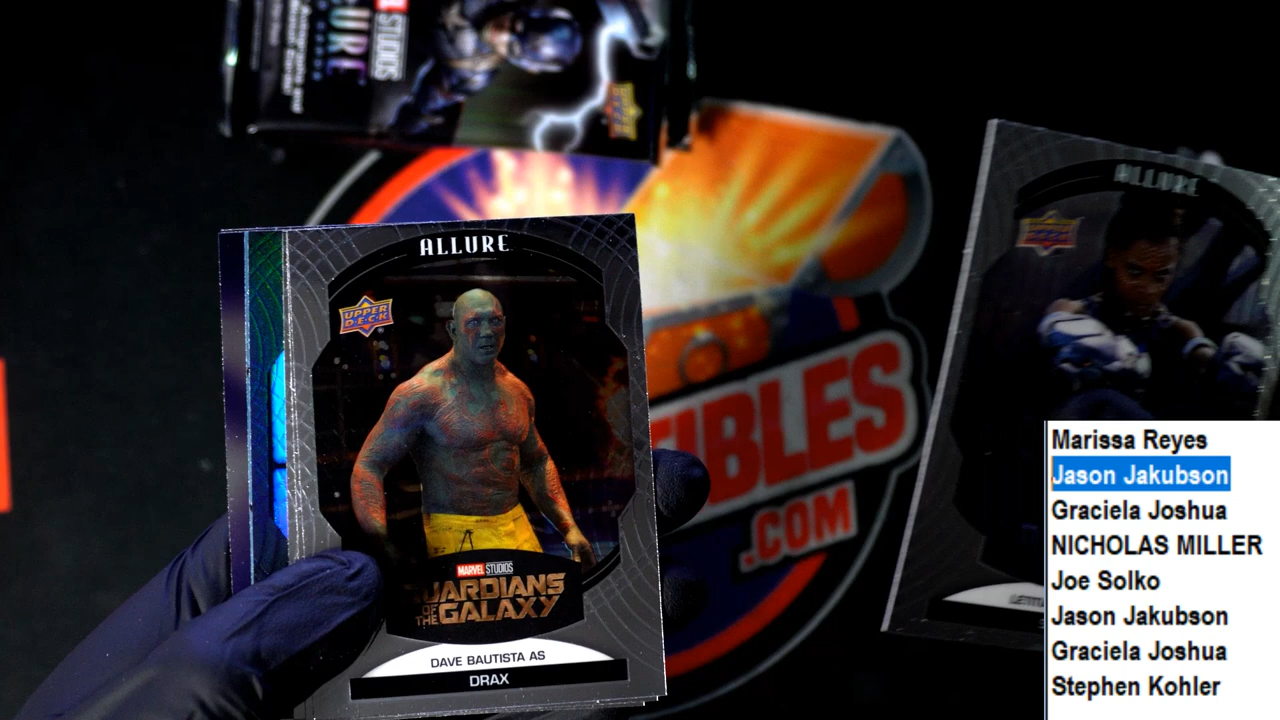 STUDIOS
ALLURE
UPPER
DECK
MARVEL STUDIOS
GUARDIANS
OF THE GALAXY
DAVE BAUTISTA AS
DRAX
IBLES
.COM
ALLURE
UPPER
DECK
Marissa Reyes
Jason Jakubson
Graciela Joshua
NICHOLAS MILLER
Joe Solko
Jason Jakubson
Graciela Joshua
Stephen Kohler